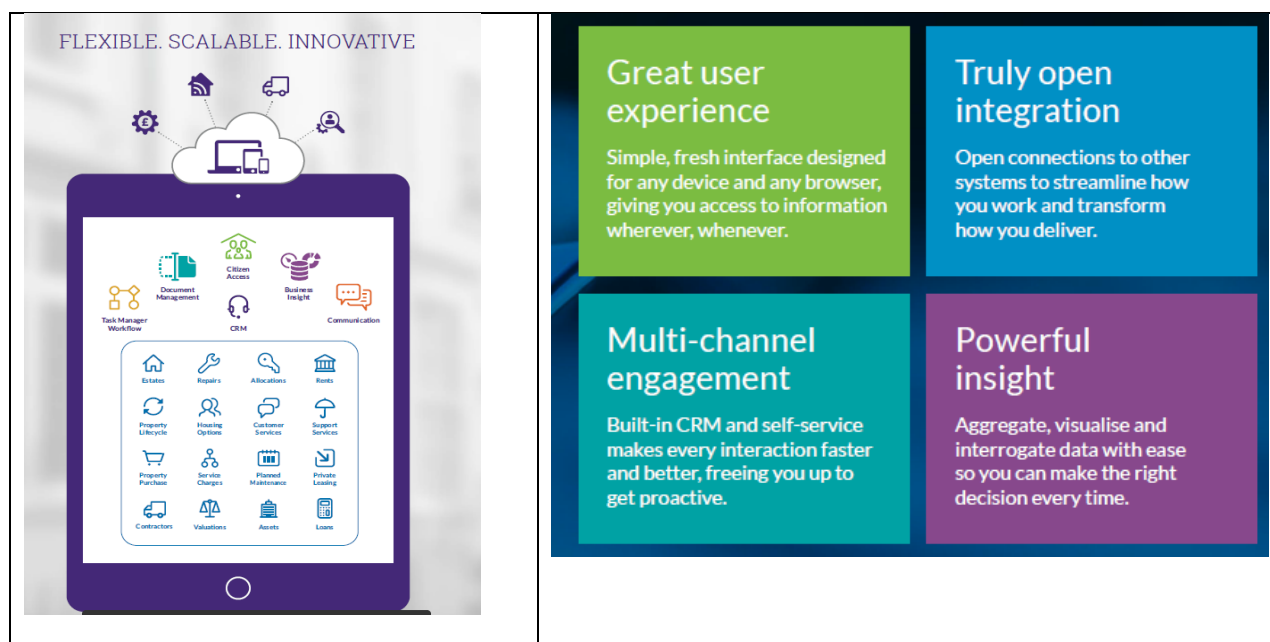 FLEXIBLE. SCALABLE. INNOVATIVE
£
Citizen
Access
Document
Management
Business
Insight
Task Manager
Workflow
CRM
Communication
Estates
Repairs
Allocations
Rents
Property
Lifecycle
Housing
Options
Customer
Services
Support
Services
Property
Purchase
Service
Charges
Planned
Maintenance
Private
Leasing
Contractors
Valuations
Assets
Loans
Great user
experience
Simple, fresh interface designed
for any device and any browser,
giving you access to information
wherever, whenever.
Truly open
integration
Open connections to other
systems to streamline how
you work and transform
how you deliver.
Multi-channel
engagement
Built-in CRM and self-service
makes every interaction faster
and better, freeing you up to
get proactive.
Powerful
insight
Aggregate, visualise and
interrogate data with ease
so you can make the right
decision every time.